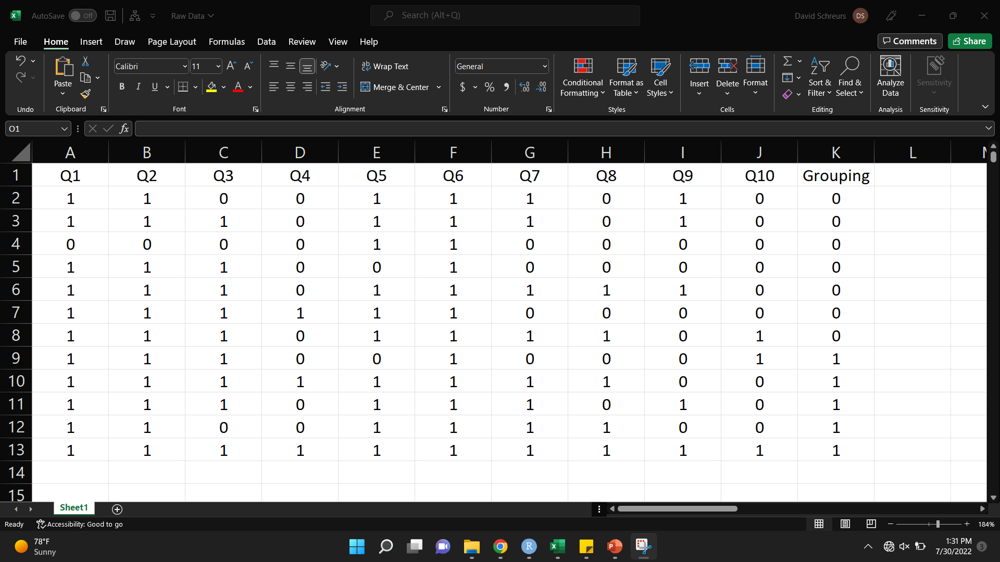 AutoSave Off Raw Data Search (Alt+Q) David Schreurs DS
File Home Insert Draw Page Layout Formulas Data Review View Help Comments Share
Calibri 11 ab Wrap Text General
Paste B I U A Merge & Center $ % Conditional Formatting Format as Table Cell Styles Insert Delete Format Sort & Filter Find & Select Analyze Data Sensitivity
Undo Clipboard Font Alignment Number Styles Cells Editing Analysis Sensitivity
O1 fx
A B C D E F G H I J K L
1 Q1 Q2 Q3 Q4 Q5 Q6 Q7 Q8 Q9 Q10 Grouping
2 1 1 0 0 1 1 1 0 1 0 0
3 1 1 1 0 1 1 1 0 1 0 0
4 0 0 0 0 1 1 0 0 0 0 0
5 1 1 1 0 0 1 0 0 0 0 0
6 1 1 1 0 1 1 1 1 1 0 0
7 1 1 1 1 1 1 0 0 0 0 0
8 1 1 1 0 1 1 1 1 0 1 0
9 1 1 1 0 0 1 0 0 0 1 1
10 1 1 1 1 1 1 1 1 0 0 1
11 1 1 1 0 1 1 1 0 1 0 1
12 1 1 0 0 1 1 1 1 0 0 1
13 1 1 1 1 1 1 1 1 1 1 1
14
15
Sheet1
Ready Accessibility: Good to go 184%
78°F 1:31 PM
Sunny 7/30/2022 3